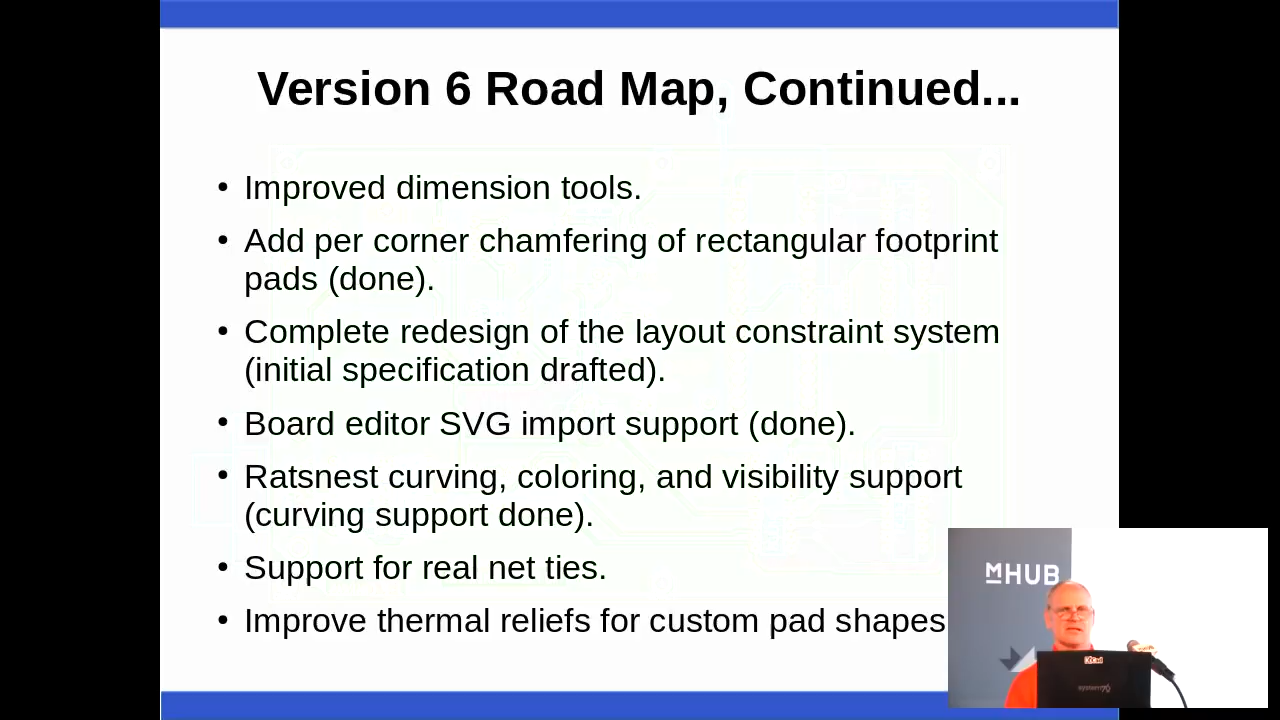 Version 6 Road Map, Continued...
• Improved dimension tools.
• Add per corner chamfering of rectangular footprint
pads (done).
• Complete redesign of the layout constraint system
(initial specification drafted).
• Board editor SVG import support (done).
• Ratsnest curving, coloring, and visibility support
(curving support done).
• Support for real net ties.
• Improve thermal reliefs for custom pad shapes
MHUB
KiCad
system76